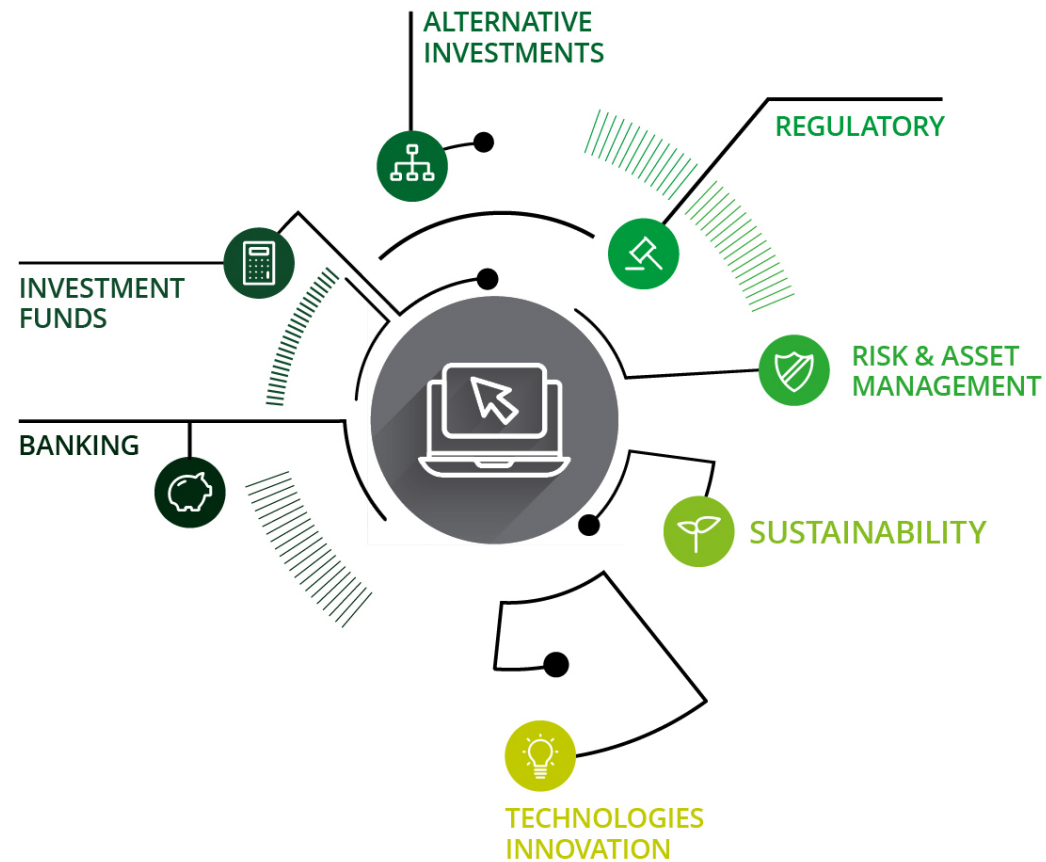 ALTERNATIVE
INVESTMENTS
REGULATORY
INVESTMENT
FUNDS
RISK & ASSET
MANAGEMENT
BANKING
SUSTAINABILITY
TECHNOLOGIES
INNOVATION